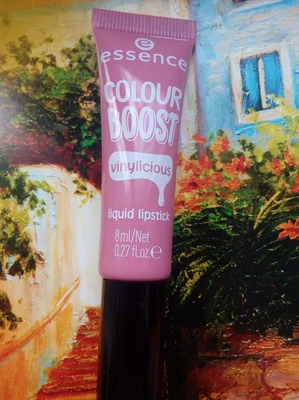 essence
COLOUR
BOOST
vinylicious
liquid lipstick
8 ml/Net
0.27 fl.oz. e